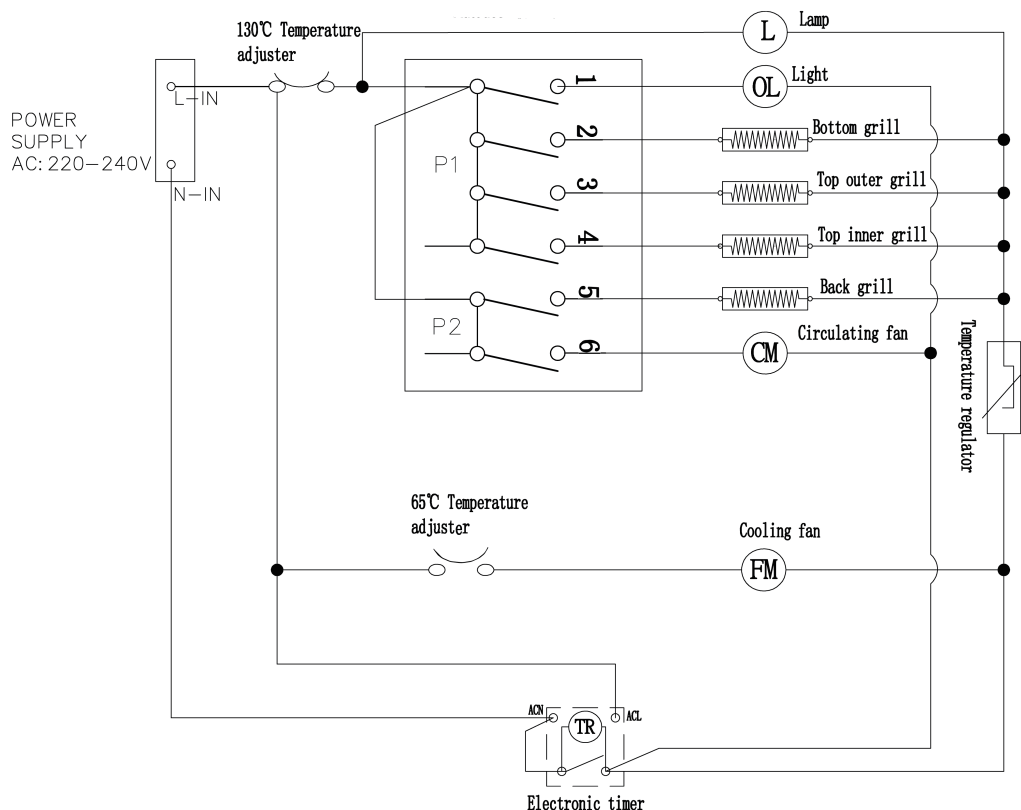 130℃ Temperature
adjuster
L
Lamp
L-IN
1
OL
Light
POWER
SUPPLY
AC: 220-240V
N-IN
P1
2
Bottom grill
3
Top outer grill
4
Top inner grill
5
Back grill
P2
6
CM
Circulating fan
Temperature regulator
65℃ Temperature
adjuster
Cooling fan
FM
ACN
TR
ACL
Electronic timer